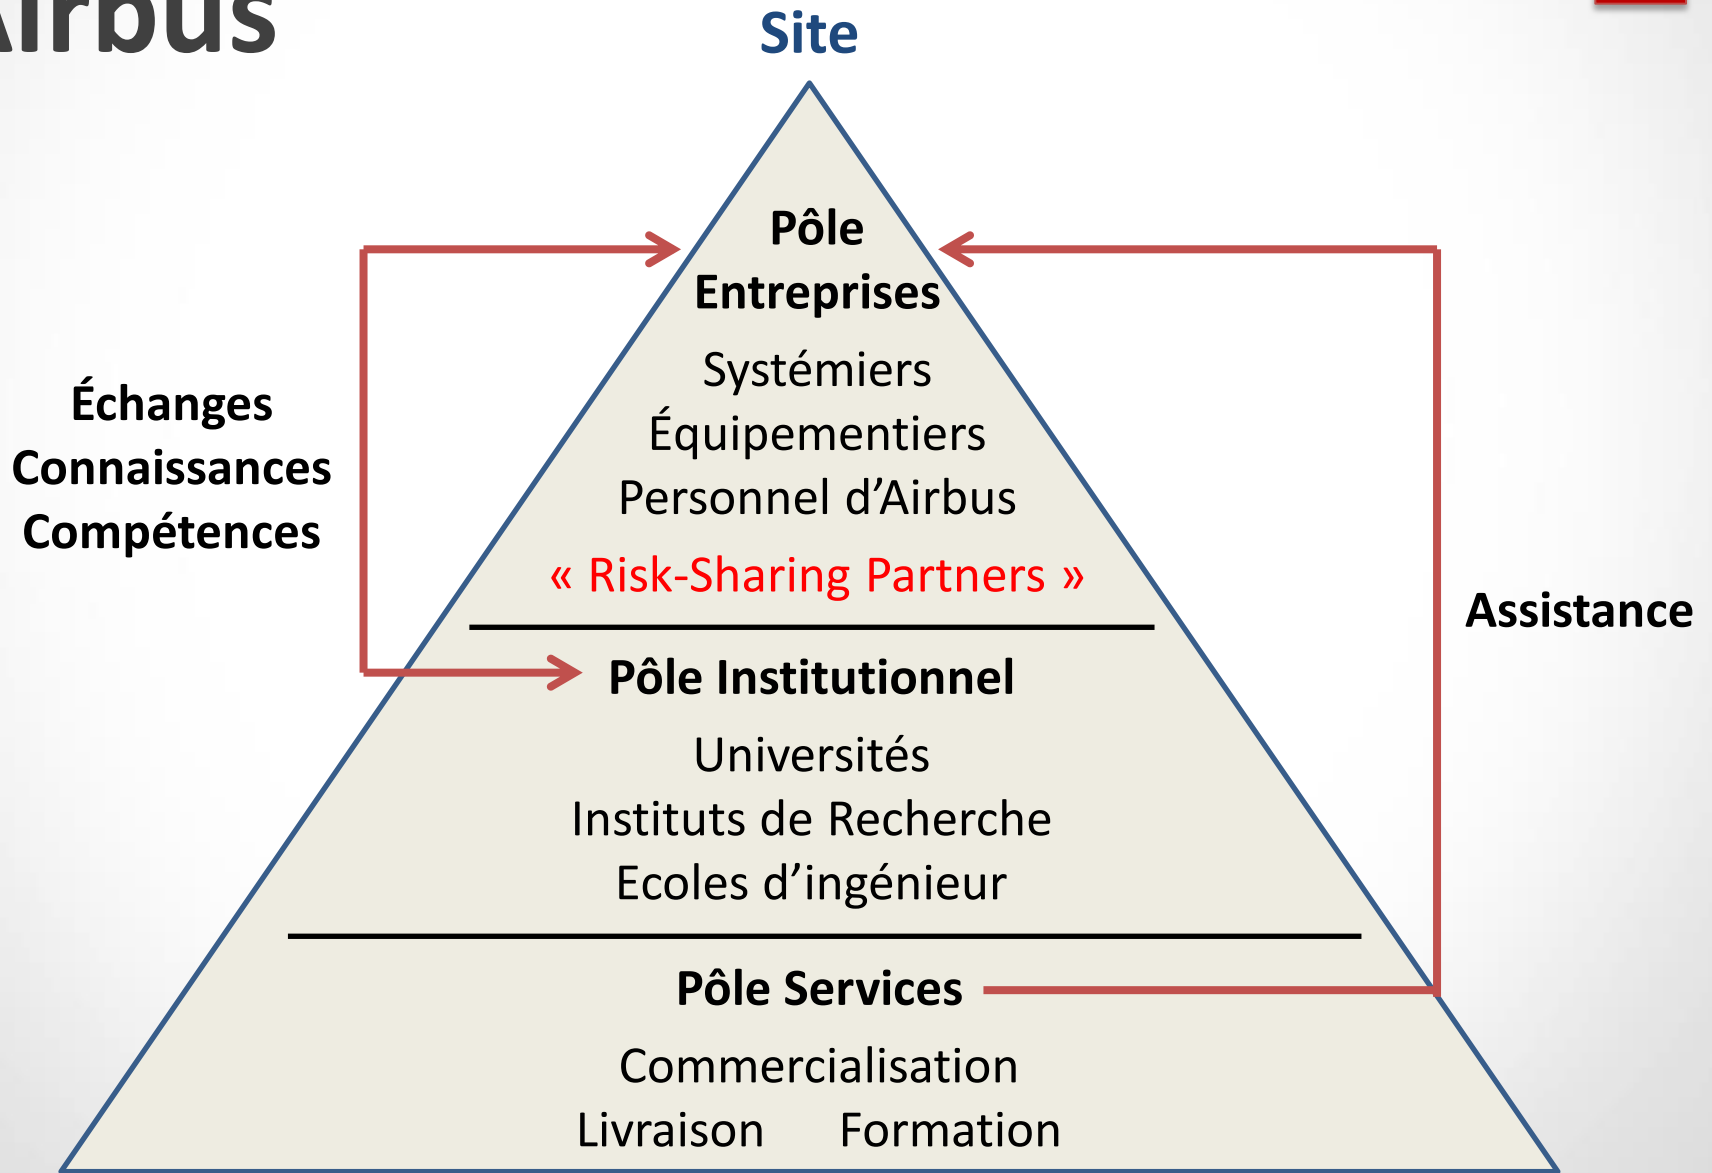 Airbus
Site
Pôle
Entreprises
Systémiers
Équipementiers
Personnel d’Airbus
« Risk-Sharing Partners »
Échanges
Connaissances
Compétences
Assistance
Pôle Institutionnel
Universités
Instituts de Recherche
Ecoles d’ingénieur
Pôle Services
Commercialisation
Livraison Formation